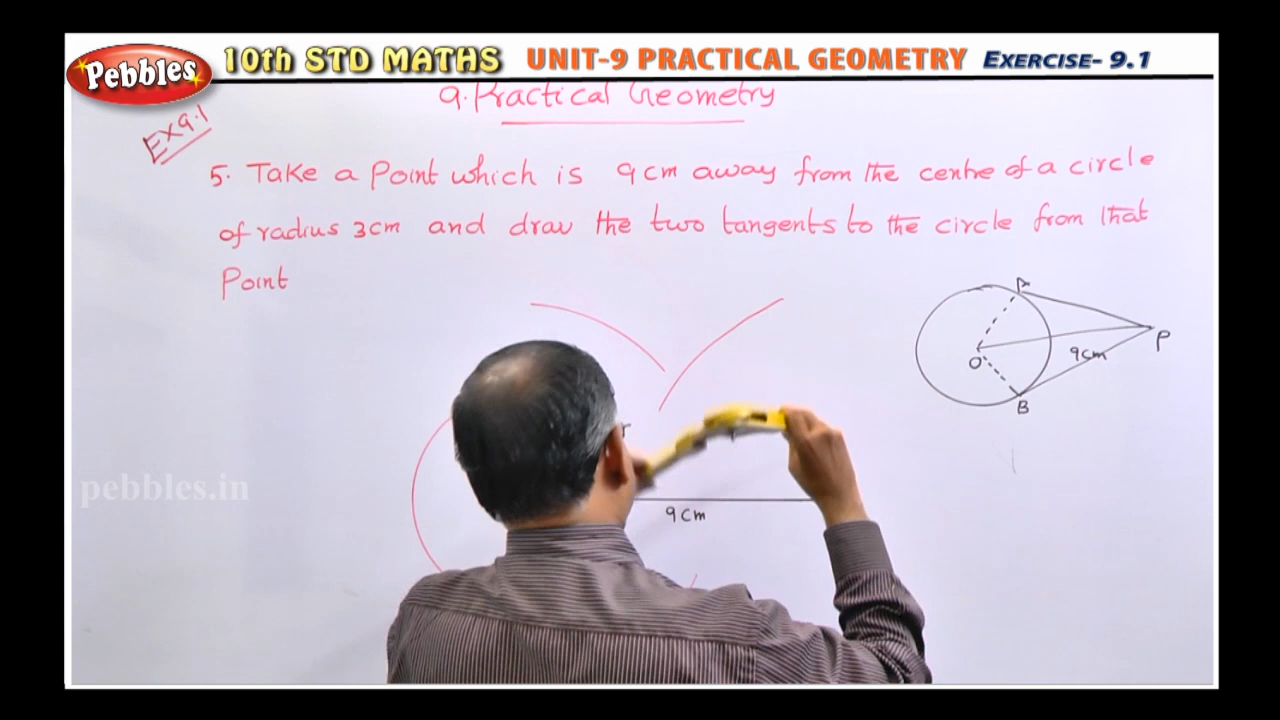 Pebbles 10th STD MATHS UNIT-9 PRACTICAL GEOMETRY EXERCISE- 9.1
9. Practical Geometry
Ex 9.1
5. Take a Point which is 9cm away from the centre of a circle
of radius 3cm and draw the two tangents to the circle from that
Point
A
O
9cm
P
B
r
9cm
pebbles.in